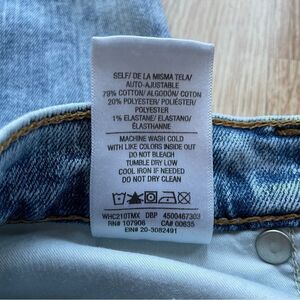 SELF/ DE LA MISMA TELA/
AUTO-AJUSTABLE
79% COTTON/ ALGODÓN/ COTON
20% POLYESTER/ POLIÉSTER/
POLYESTER
1% ELASTANE/ ELASTANO/
ÉLASTHANNE
MACHINE WASH COLD
WITH LIKE COLORS INSIDE OUT
DO NOT BLEACH
TUMBLE DRY LOW
COOL IRON IF NEEDED
DO NOT DRY CLEAN
WHC210TMX DBP 4500467303
RN# 107906 CA# 00835
EIN# 20-3082491